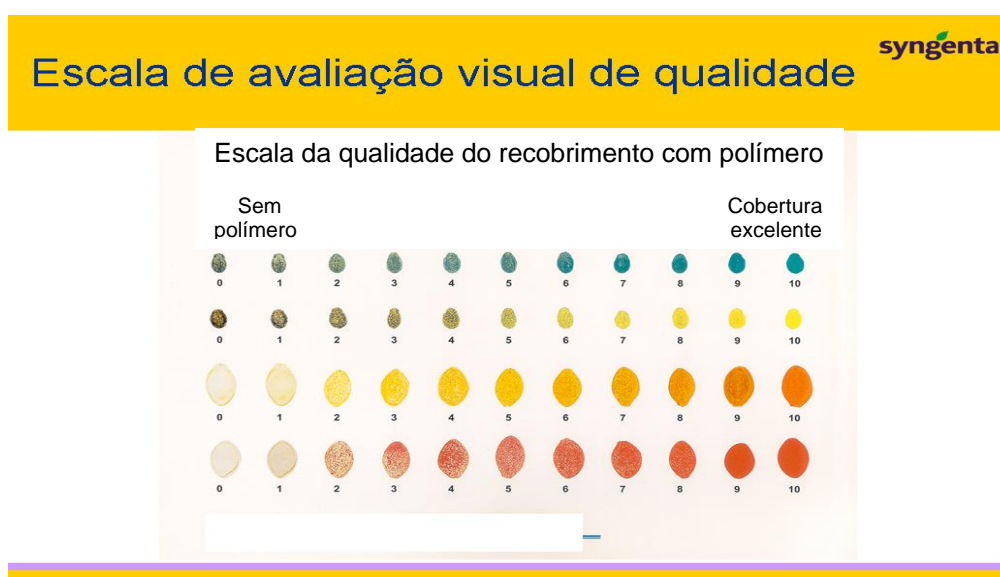 syngenta
Escala de avaliação visual de qualidade
Escala da qualidade do recobrimento com polímero
Sem
polímero
Cobertura
excelente
0 1 2 3 4 5 6 7 8 9 10
0 1 2 3 4 5 6 7 8 9 10
0 1 2 3 4 5 6 7 8 9 10
0 1 2 3 4 5 6 7 8 9 10